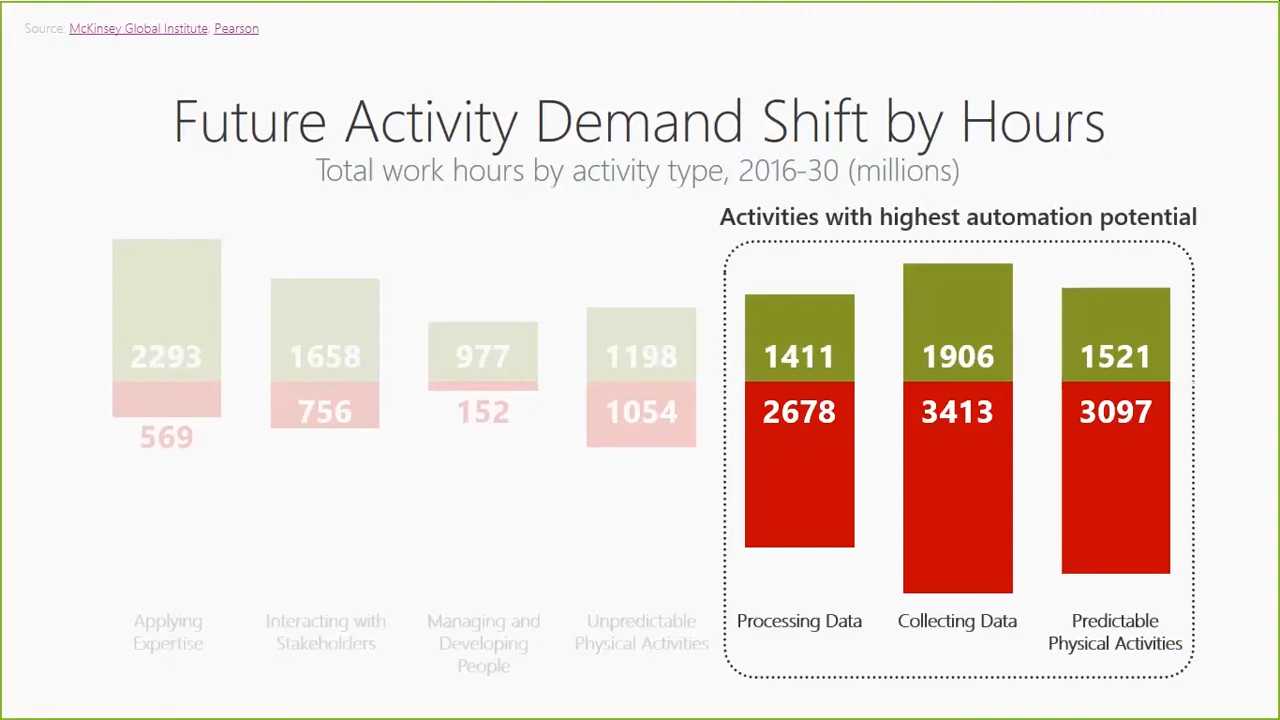 Source: McKinsey Global Institute, Pearson
Future Activity Demand Shift by Hours
Total work hours by activity type, 2016-30 (millions)
Activities with highest automation potential
2293
1658
977
1198
1411
1906
1521
569
756
152
1054
2678
3413
3097
Applying
Expertise
Interacting with
Stakeholders
Managing and
Developing
People
Unpredictable
Physical Activities
Processing Data
Collecting Data
Predictable
Physical Activities